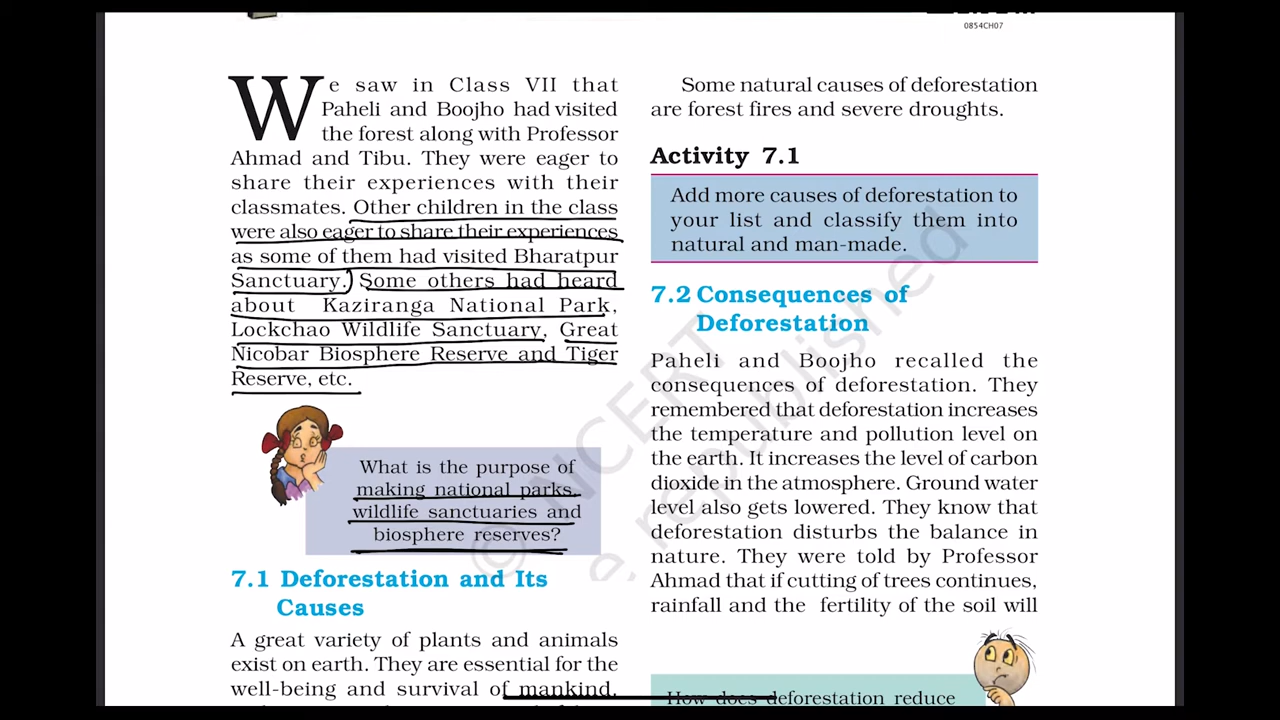 0854CH07
We saw in Class VII that
Paheli and Boojho had visited
the forest along with Professor
Ahmad and Tibu. They were eager to
share their experiences with their
classmates. Other children in the class
were also eager to share their experiences
as some of them had visited Bharatpur
Sanctuary. Some others had heard
about Kaziranga National Park,
Lockchao Wildlife Sanctuary, Great
Nicobar Biosphere Reserve and Tiger
Reserve, etc.
What is the purpose of
making national parks,
wildlife sanctuaries and
biosphere reserves?
7.1 Deforestation and Its
Causes
A great variety of plants and animals
exist on earth. They are essential for the
well-being and survival of mankind.
Some natural causes of deforestation
are forest fires and severe droughts.
Activity 7.1
Add more causes of deforestation to
your list and classify them into
natural and man-made.
7.2 Consequences of
Deforestation
Paheli and Boojho recalled the
consequences of deforestation. They
remembered that deforestation increases
the temperature and pollution level on
the earth. It increases the level of carbon
dioxide in the atmosphere. Ground water
level also gets lowered. They know that
deforestation disturbs the balance in
nature. They were told by Professor
Ahmad that if cutting of trees continues,
rainfall and the fertility of the soil will
How does deforestation reduce
© NCERT
republished